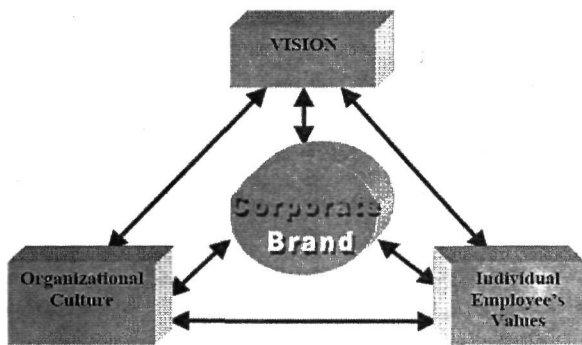 VISION
Corporate
Brand
Organizational
Culture
Individual
Employee's
Values